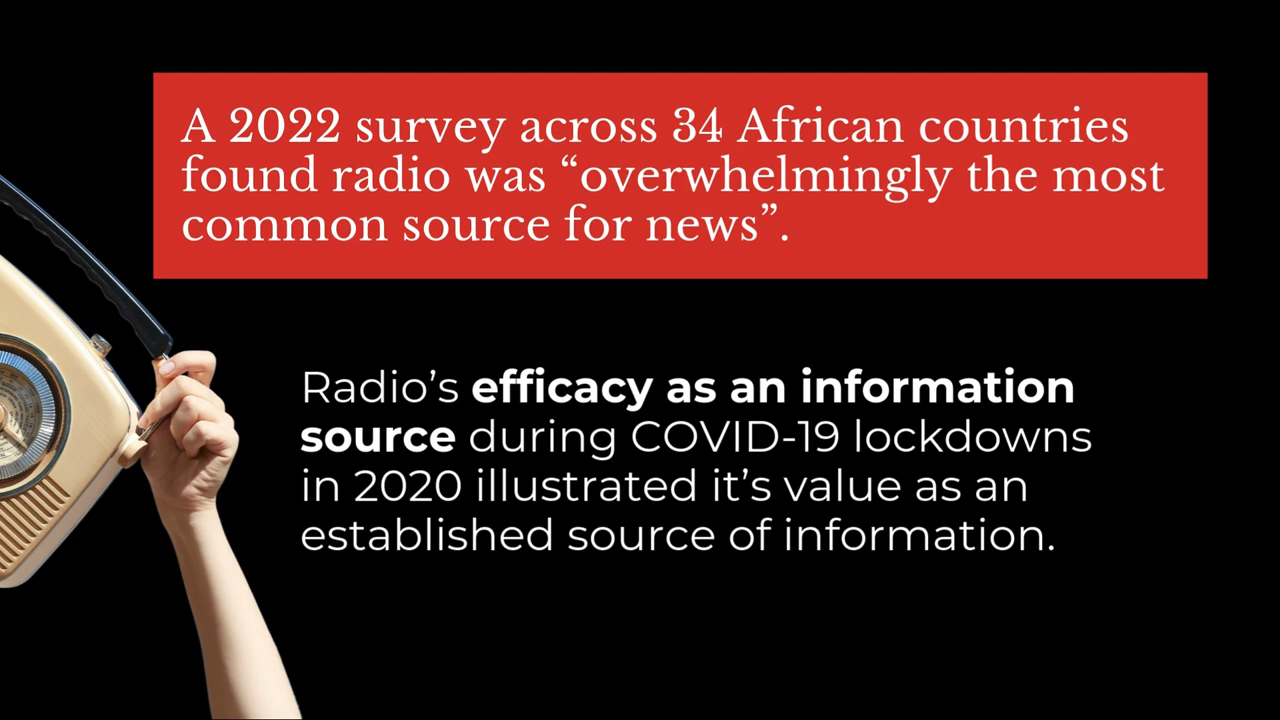 A 2022 survey across 34 African countries
found radio was “overwhelmingly the most
common source for news”.
Radio’s efficacy as an information
source during COVID-19 lockdowns
in 2020 illustrated it’s value as an
established source of information.